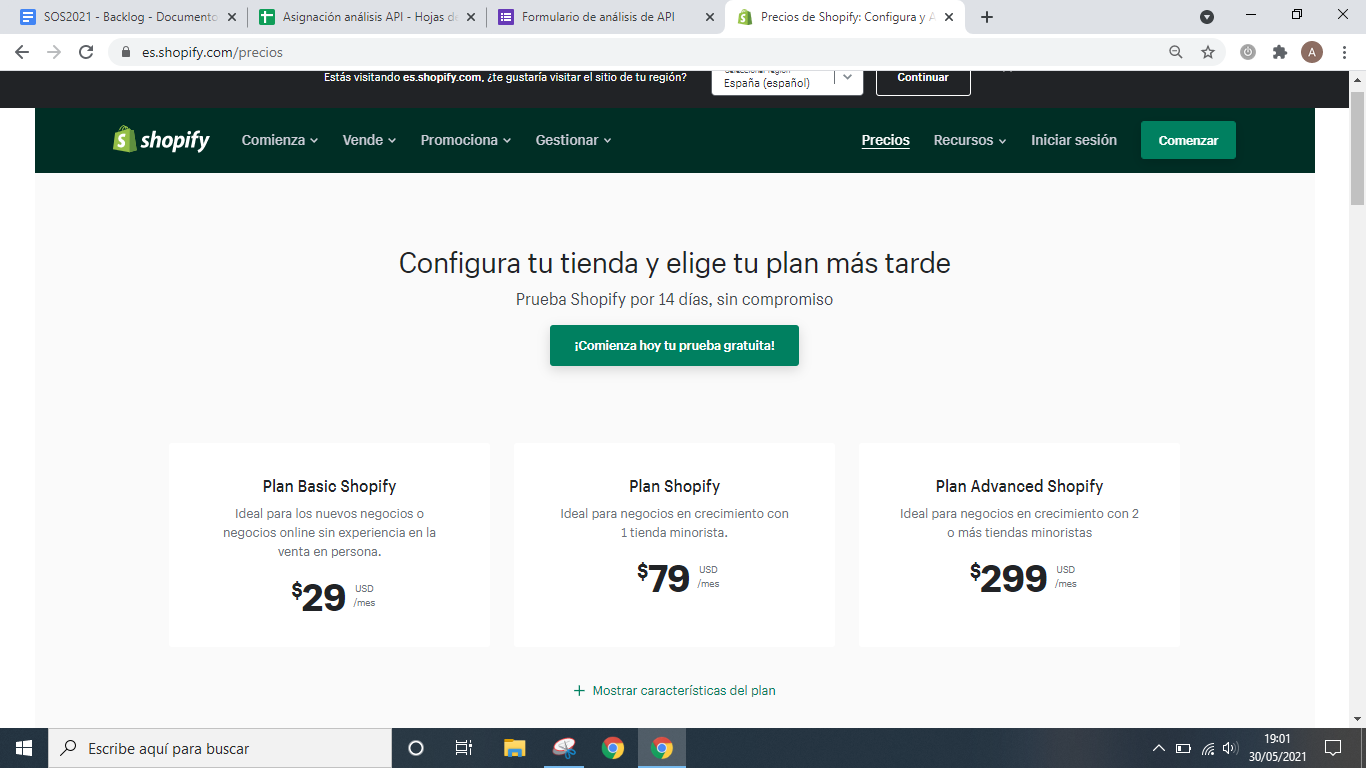 SOS2021 - Backlog - Documento
Asignación análisis API - Hojas de
Formulario de análisis de API
Precios de Shopify: Configura y A
es.shopify.com/precios
A
Estás visitando es.shopify.com, ¿te gustaría visitar el sitio de tu región?
España (español)
Continuar
shopify
Comienza
Vende
Promociona
Gestionar
Precios
Recursos
Iniciar sesión
Comenzar
Configura tu tienda y elige tu plan más tarde
Prueba Shopify por 14 días, sin compromiso
¡Comienza hoy tu prueba gratuita!
Plan Basic Shopify
Ideal para los nuevos negocios o
negocios online sin experiencia en la
venta en persona.
$29 USD
/mes
Plan Shopify
Ideal para negocios en crecimiento con
1 tienda minorista.
$79 USD
/mes
Plan Advanced Shopify
Ideal para negocios en crecimiento con 2
o más tiendas minoristas
$299 USD
/mes
+ Mostrar características del plan
Escribe aquí para buscar
19:01
30/05/2021